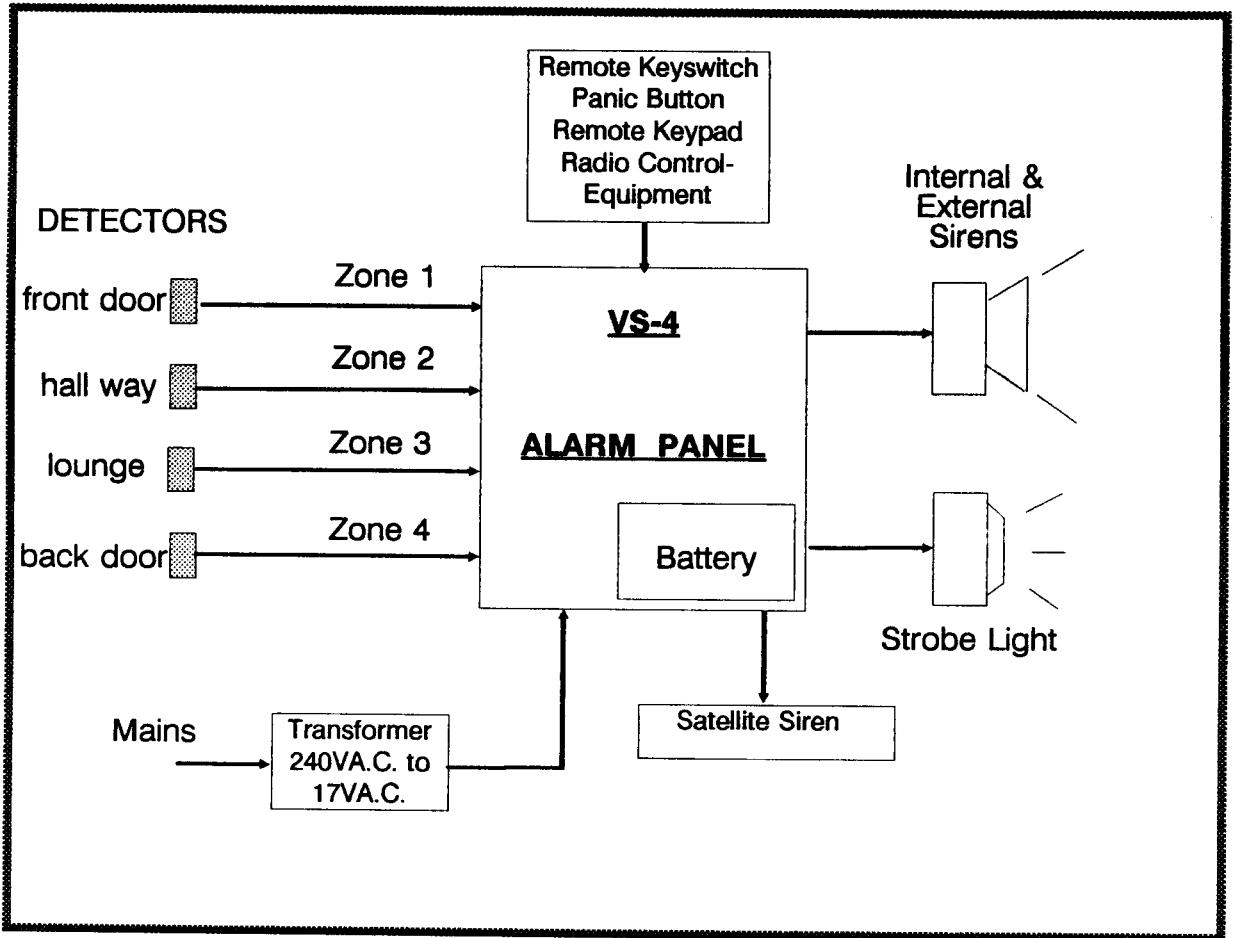 Remote Keyswitch
Panic Button
Remote Keypad
Radio Control-
Equipment
Internal &
External
Sirens
DETECTORS
front door
Zone 1
hall way
Zone 2
lounge
Zone 3
back door
Zone 4
VS-4
ALARM PANEL
Battery
Strobe Light
Mains
Transformer
240VA.C. to
17VA.C.
Satellite Siren